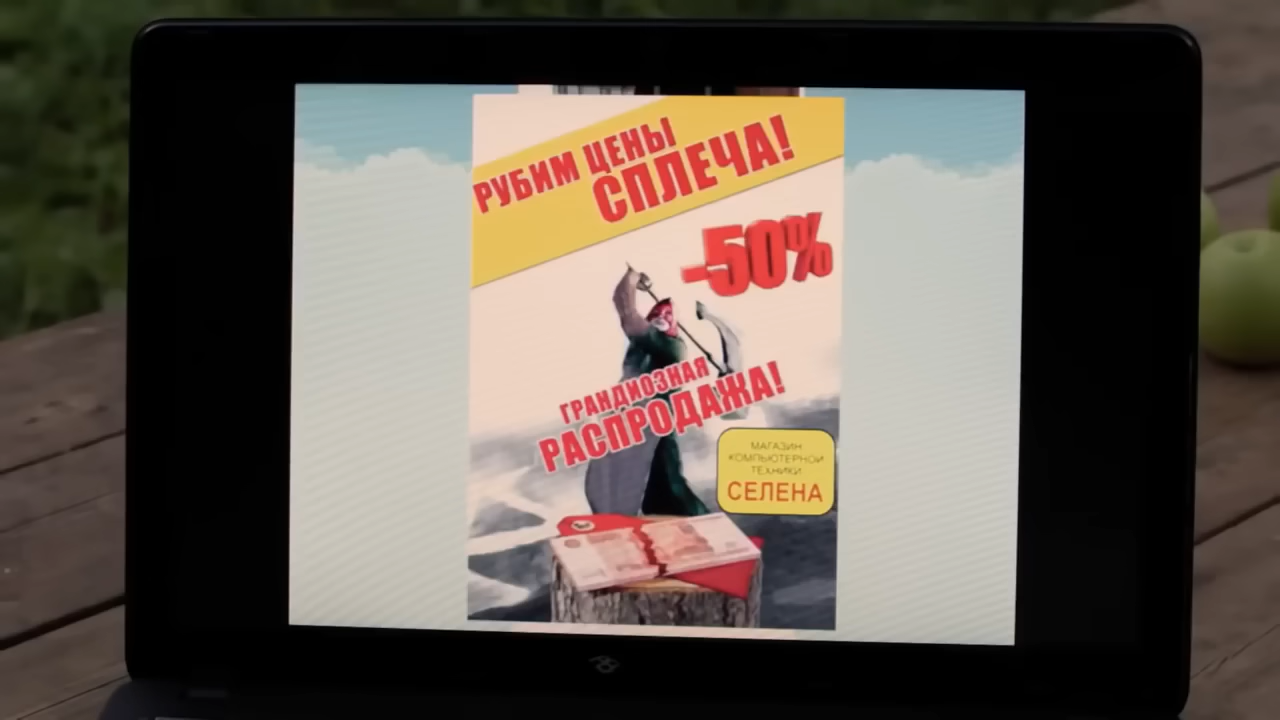 РУБИМ ЦЕНЫ
СПЛЕЧА!
-50%
ГРАНДИОЗНАЯ
РАСПРОДАЖА!
МАГАЗИН
КОМПЬЮТЕРНОЙ
ТЕХНИКИ
СЕЛЕНА